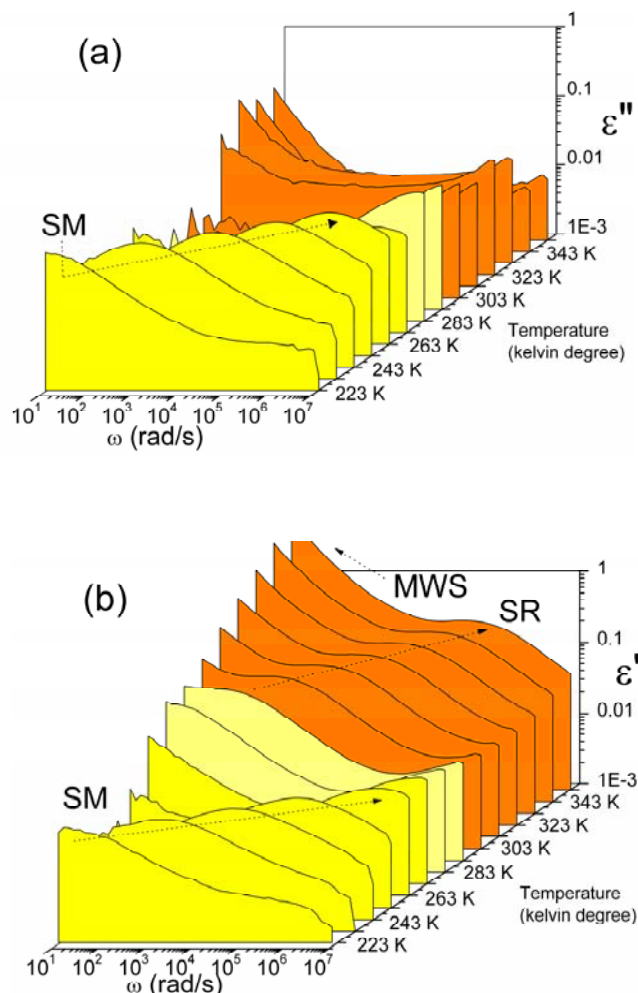 (a)
1
0.1
ε"
0.01
SM
1E-3
343 K
323 K
303 K
283 K
Temperature
(kelvin degree)
263 K
243 K
223 K
10¹ 10² 10³ 10⁴ 10⁵ 10⁶ 10⁷
ω (rad/s)
(b)
MWS
1
SR
0.1
ε'
0.01
SM
1E-3
343 K
323 K
303 K
283 K
Temperature
(kelvin degree)
263 K
243 K
223 K
10¹ 10² 10³ 10⁴ 10⁵ 10⁶ 10⁷
ω (rad/s)